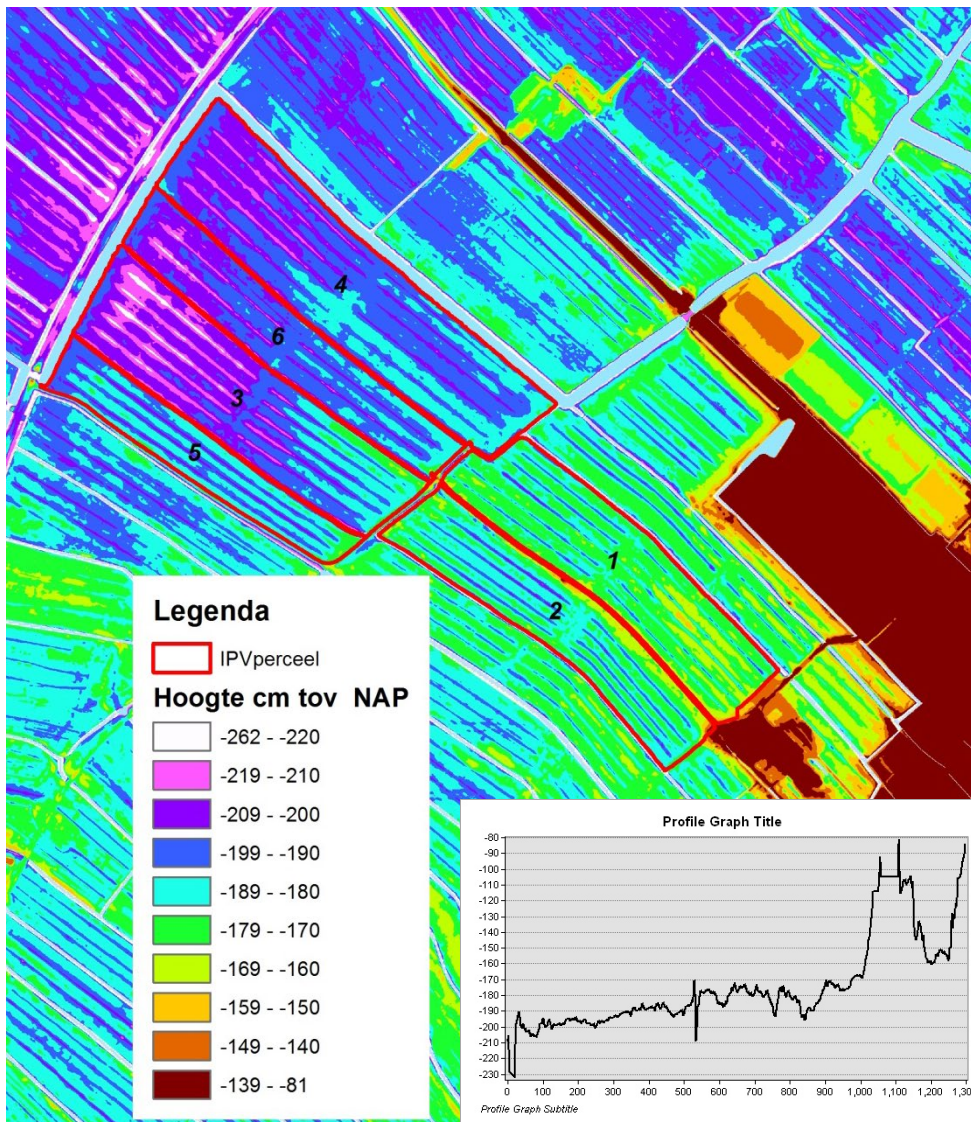 4
6
3
5
1
2
Legenda
IPVperceel
Hoogte cm tov NAP
-262 - -220
-219 - -210
-209 - -200
-199 - -190
-189 - -180
-179 - -170
-169 - -160
-159 - -150
-149 - -140
-139 - -81
Profile Graph Title
-80
-90
-100
-110
-120
-130
-140
-150
-160
-170
-180
-190
-200
-210
-220
-230
0 100 200 300 400 500 600 700 800 900 1,000 1,100 1,200 1,30
Profile Graph Subtitle